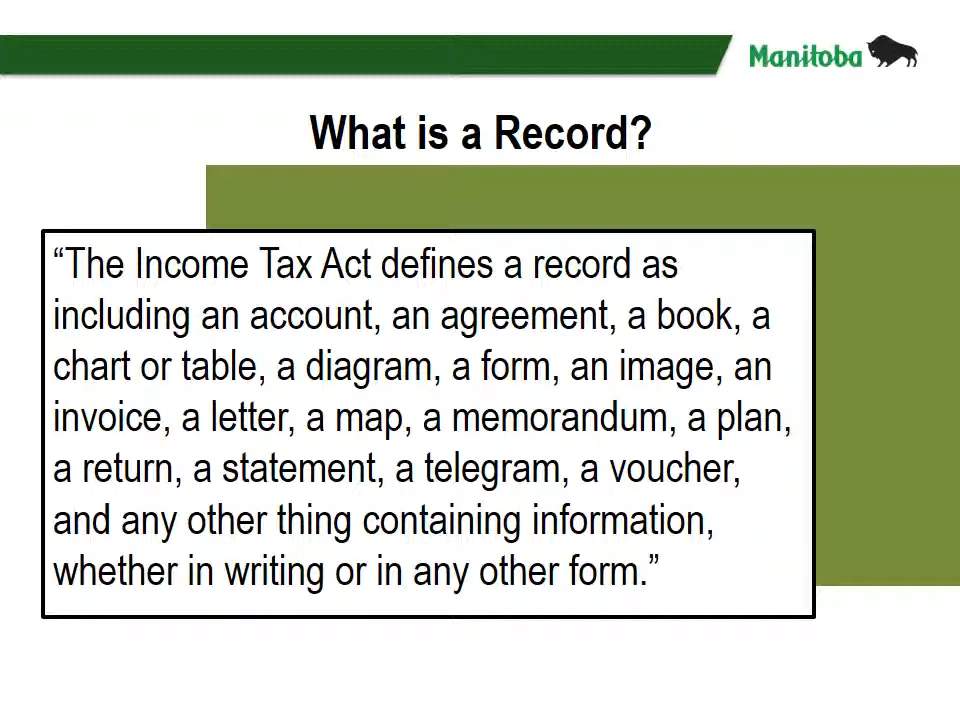 Manitoba
What is a Record?
“The Income Tax Act defines a record as
including an account, an agreement, a book, a
chart or table, a diagram, a form, an image, an
invoice, a letter, a map, a memorandum, a plan,
a return, a statement, a telegram, a voucher,
and any other thing containing information,
whether in writing or in any other form.”